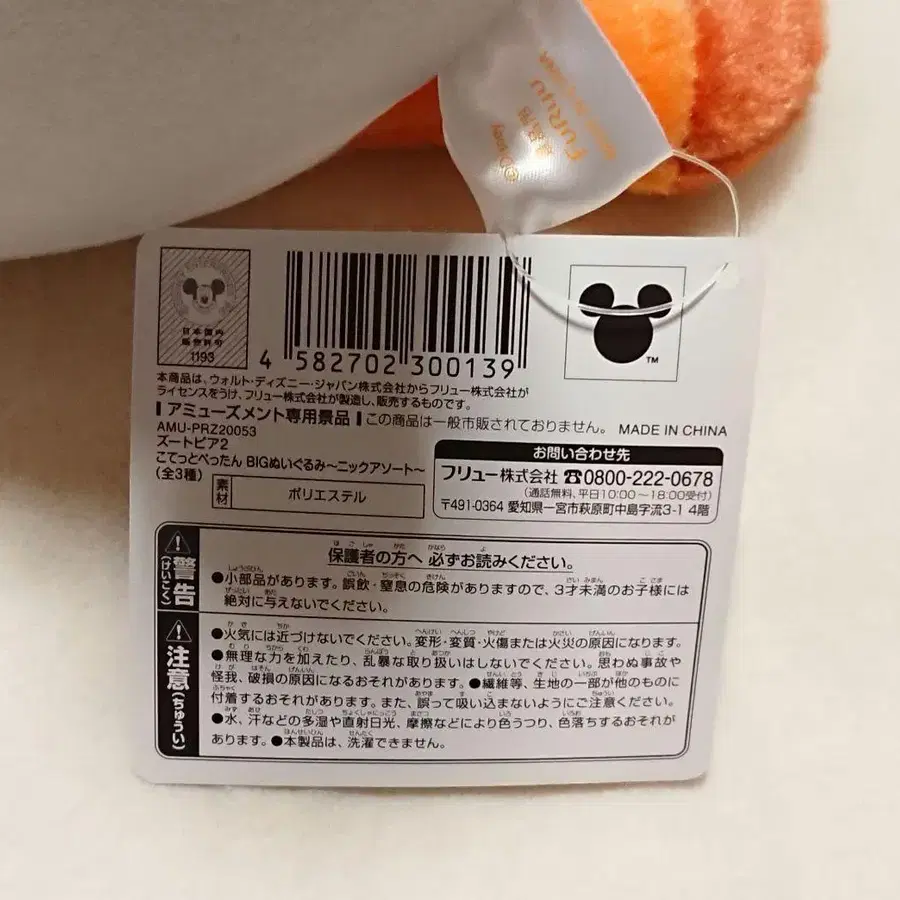 ©Disney
景品用
FURYU
日本国内
販売許可
1193
4 582702 300139
TM
本商品は、ウォルト・ディズニー・ジャパン株式会社からフリュー株式会社が
ライセンスをうけ、フリュー株式会社が製造し、販売するものです。
アミューズメント専用景品 この商品は一般市販されておりません。 MADE IN CHINA
AMU-PRZ20053
ズートピア2
こてっとぺったん BIGぬいぐるみ~ニックアソート~
(全3種)
素材 ポリエステル
お問い合わせ先
フリュー株式会社 ☎0800-222-0678
(通話無料、平日10:00~18:00受付)
〒491-0364 愛知県一宮市萩原町中島字流3-1 4階
警告(けいこく)
保護者の方へ 必ずお読みください。
●小部品があります。誤飲・窒息の危険がありますので、3才未満のお子様には
絶対に与えないでください。
注意(ちゅうい)
●火気には近づけないでください。変形・変質・火傷または火災の原因になります。
●無理な力を加えたり、乱暴な取り扱いはしないでください。思わぬ事故や
怪我、破損の原因になるおそれがあります。●繊維等、生地の一部が他のものに
付着するおそれがあります。また、誤って吸い込まないようにご注意ください。
●水、汗などの多湿や直射日光、摩擦などにより色うつり、色落ちするおそれが
あります。●本製品は、洗濯できません。